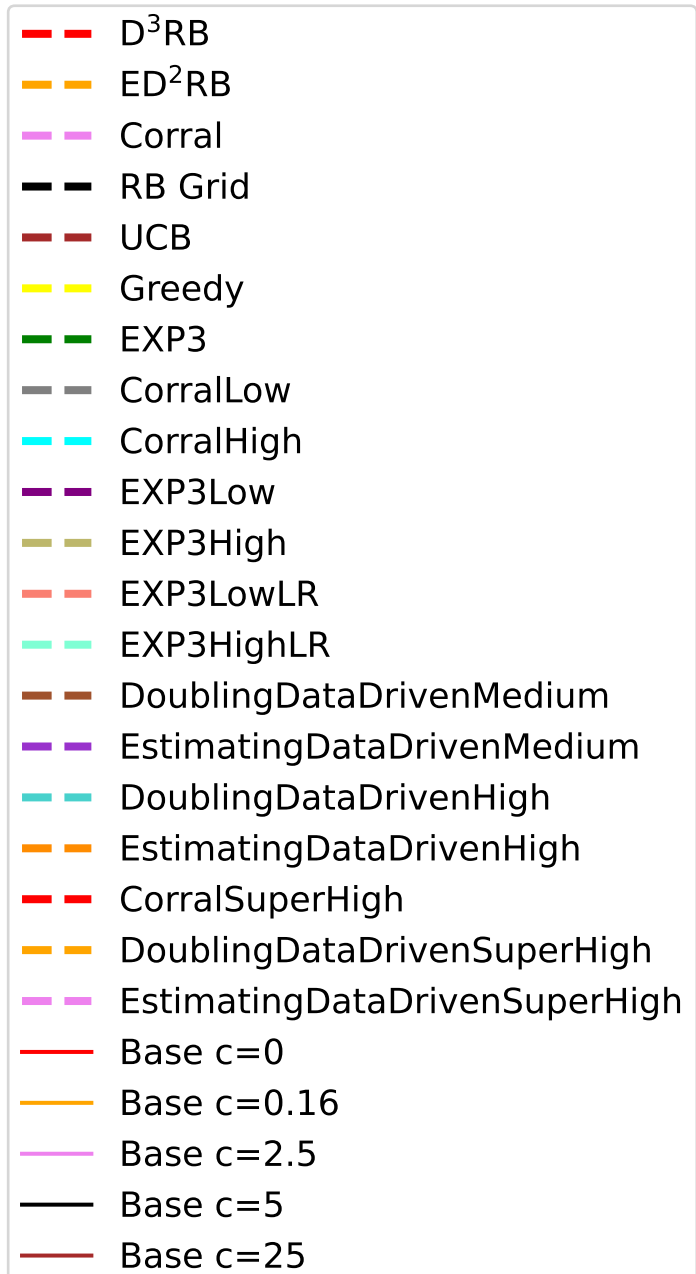 D³RB
ED²RB
Corral
RB Grid
UCB
Greedy
EXP3
CorralLow
CorralHigh
EXP3Low
EXP3High
EXP3LowLR
EXP3HighLR
DoublingDataDrivenMedium
EstimatingDataDrivenMedium
DoublingDataDrivenHigh
EstimatingDataDrivenHigh
CorralSuperHigh
DoublingDataDrivenSuperHigh
EstimatingDataDrivenSuperHigh
Base c=0
Base c=0.16
Base c=2.5
Base c=5
Base c=25